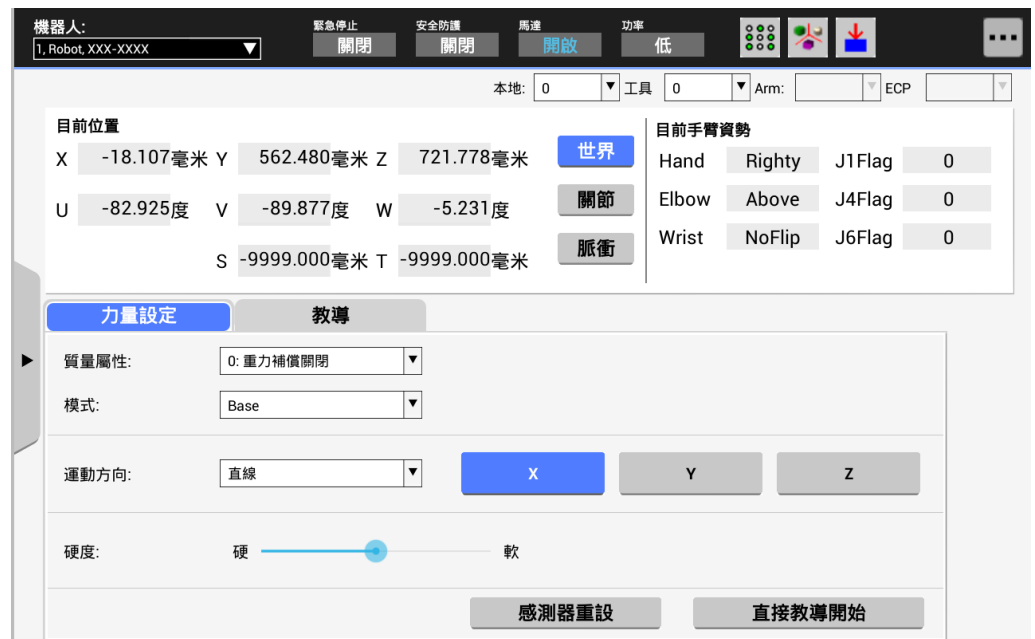 機器人:
緊急停止 安全防護 馬達 功率
1, Robot, XXX-XXXX 關閉 關閉 開啟 低
本地: 0 工具 0 Arm: ECP
目前位置
X -18.107毫米 Y 562.480毫米 Z 721.778毫米 世界
U -82.925度 V -89.877度 W -5.231度 關節
S -9999.000毫米 T -9999.000毫米 脈衝
目前手臂資勢
Hand Righty J1Flag 0
Elbow Above J4Flag 0
Wrist NoFlip J6Flag 0
力量設定 教導
質量屬性: 0: 重力補償關閉
模式: Base
運動方向: 直線 X Y Z
硬度: 硬 軟
感測器重設 直接教導開始